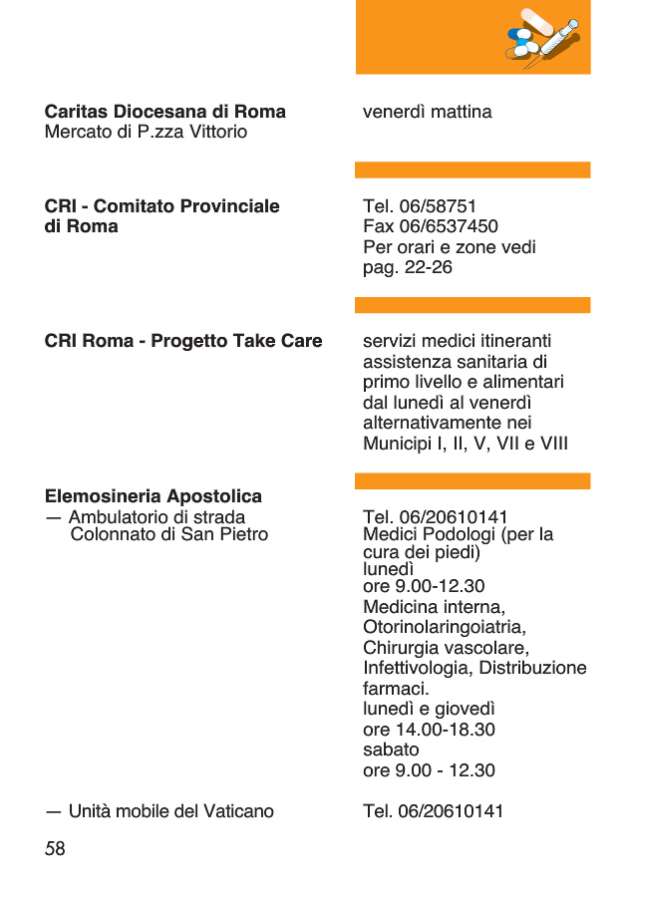 Caritas Diocesana di Roma
Mercato di P.zza Vittorio
venerdì mattina
CRI - Comitato Provinciale
di Roma
Tel. 06/58751
Fax 06/6537450
Per orari e zone vedi
pag. 22-26
CRI Roma - Progetto Take Care
servizi medici itineranti
assistenza sanitaria di
primo livello e alimentari
dal lunedì al venerdì
alternativamente nei
Municipi I, II, V, VII e VIII
Elemosineria Apostolica
— Ambulatorio di strada
Colonnato di San Pietro
Tel. 06/20610141
Medici Podologi (per la
cura dei piedi)
lunedì
ore 9.00-12.30
Medicina interna,
Otorinolaringoiatria,
Chirurgia vascolare,
Infettivologia, Distribuzione
farmaci.
lunedì e giovedì
ore 14.00-18.30
sabato
ore 9.00 - 12.30
— Unità mobile del Vaticano
Tel. 06/20610141
58